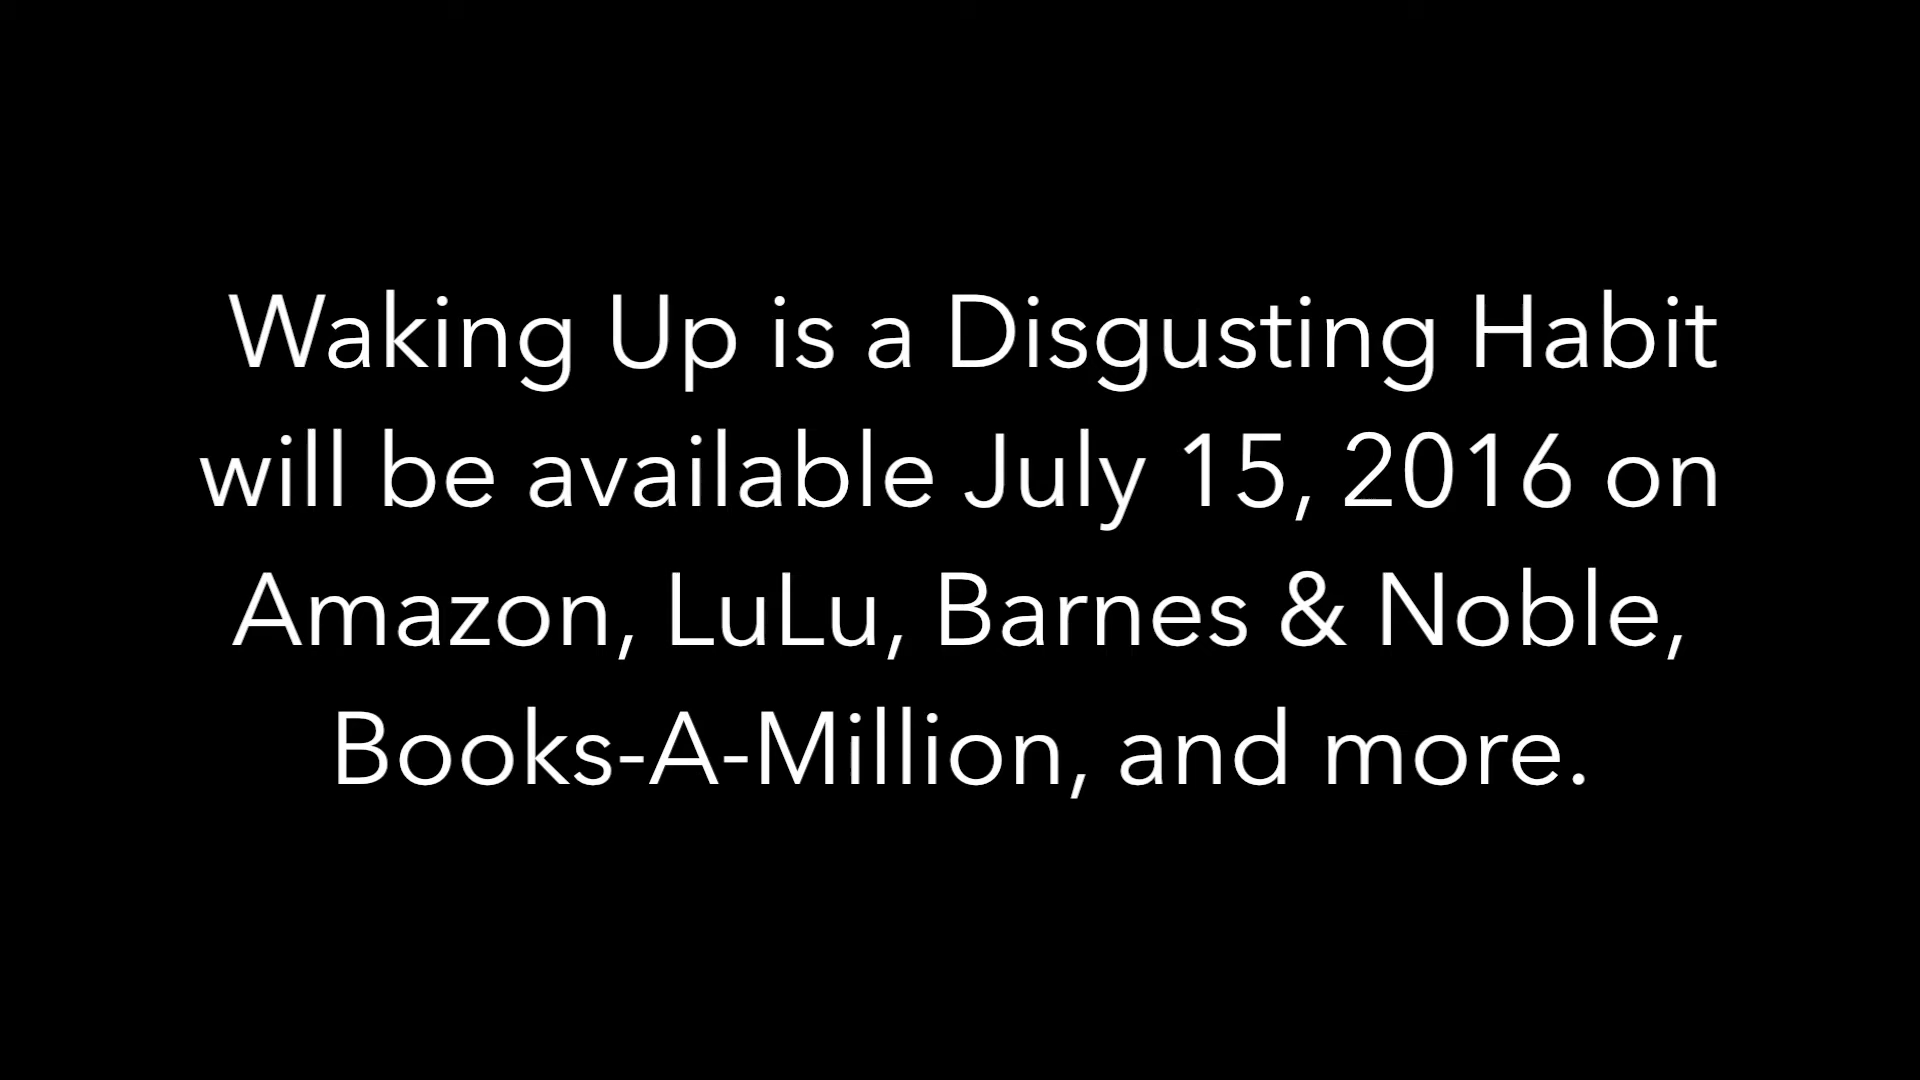 Waking Up is a Disgusting Habit
will be available July 15, 2016 on
Amazon, LuLu, Barnes & Noble,
Books-A-Million, and more.